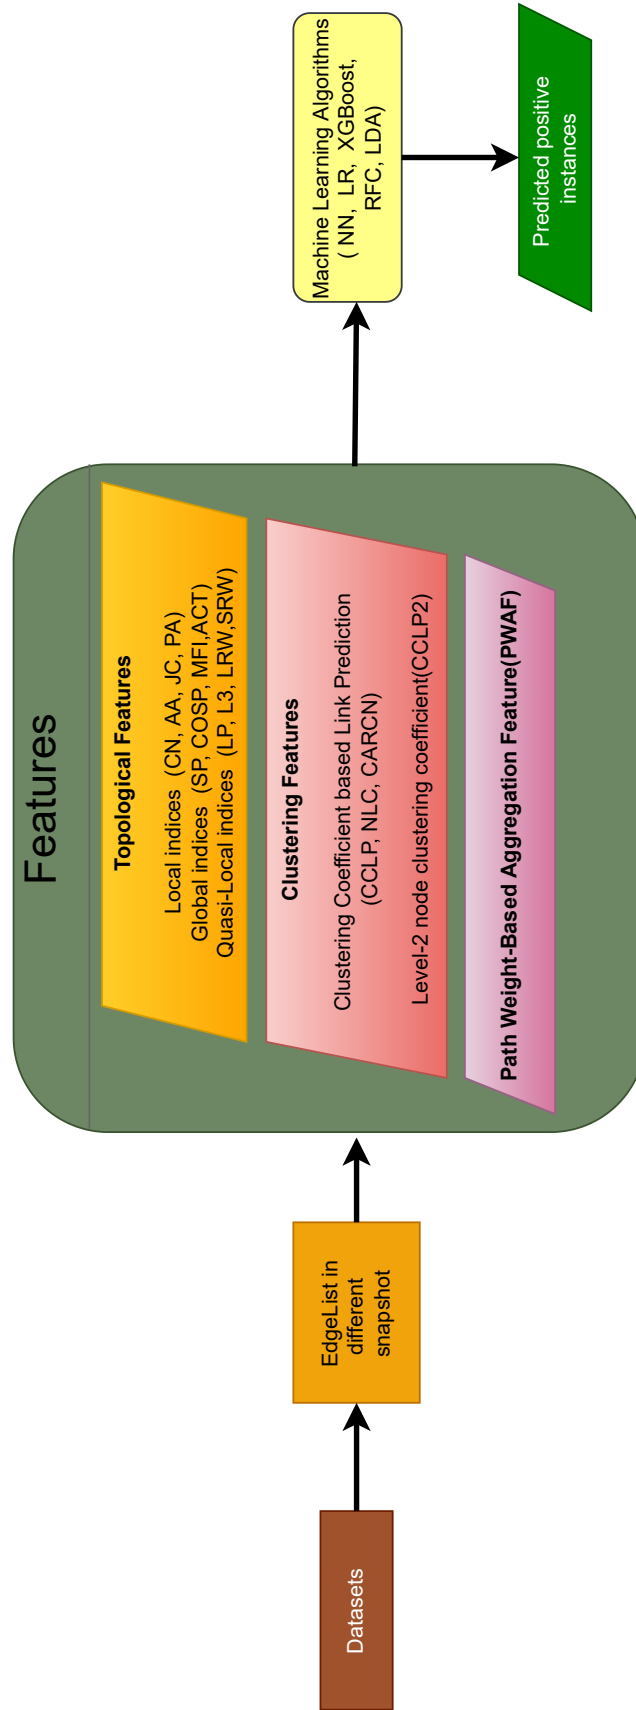 Datasets
EdgeList in
different
snapshot
Features
Topological Features
Local indices (CN, AA, JC, PA)
Global indices (SP, COSP, MFI,ACT)
Quasi-Local indices (LP, L3, LRW,SRW)
Clustering Features
Clustering Coefficient based Link Prediction
(CCLP, NLC, CARCN)
Level-2 node clustering coefficient(CCLP2)
Path Weight-Based Aggregation Feature(PWAF)
Machine Learning Algorithms
( NN, LR, XGBoost,
RFC, LDA)
Predicted positive
instances